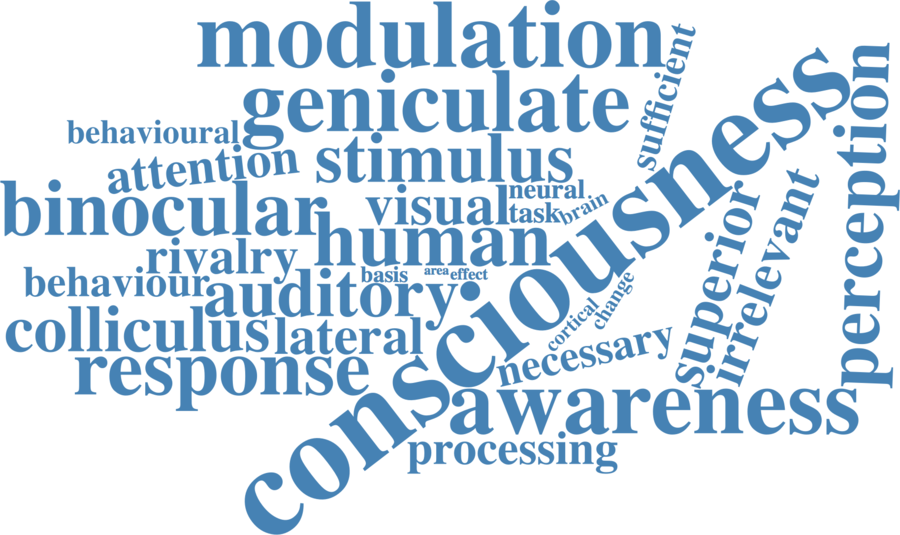 modulation
sufficient
geniculate
consciousness
perception
behavioural
stimulus
attention
neural
binocular
visual
task
brain
superior
irrelevant
human
rivalry
area
effect
basis
behaviour
auditory
change
cortical
colliculus
lateral
necessary
response
awareness
processing